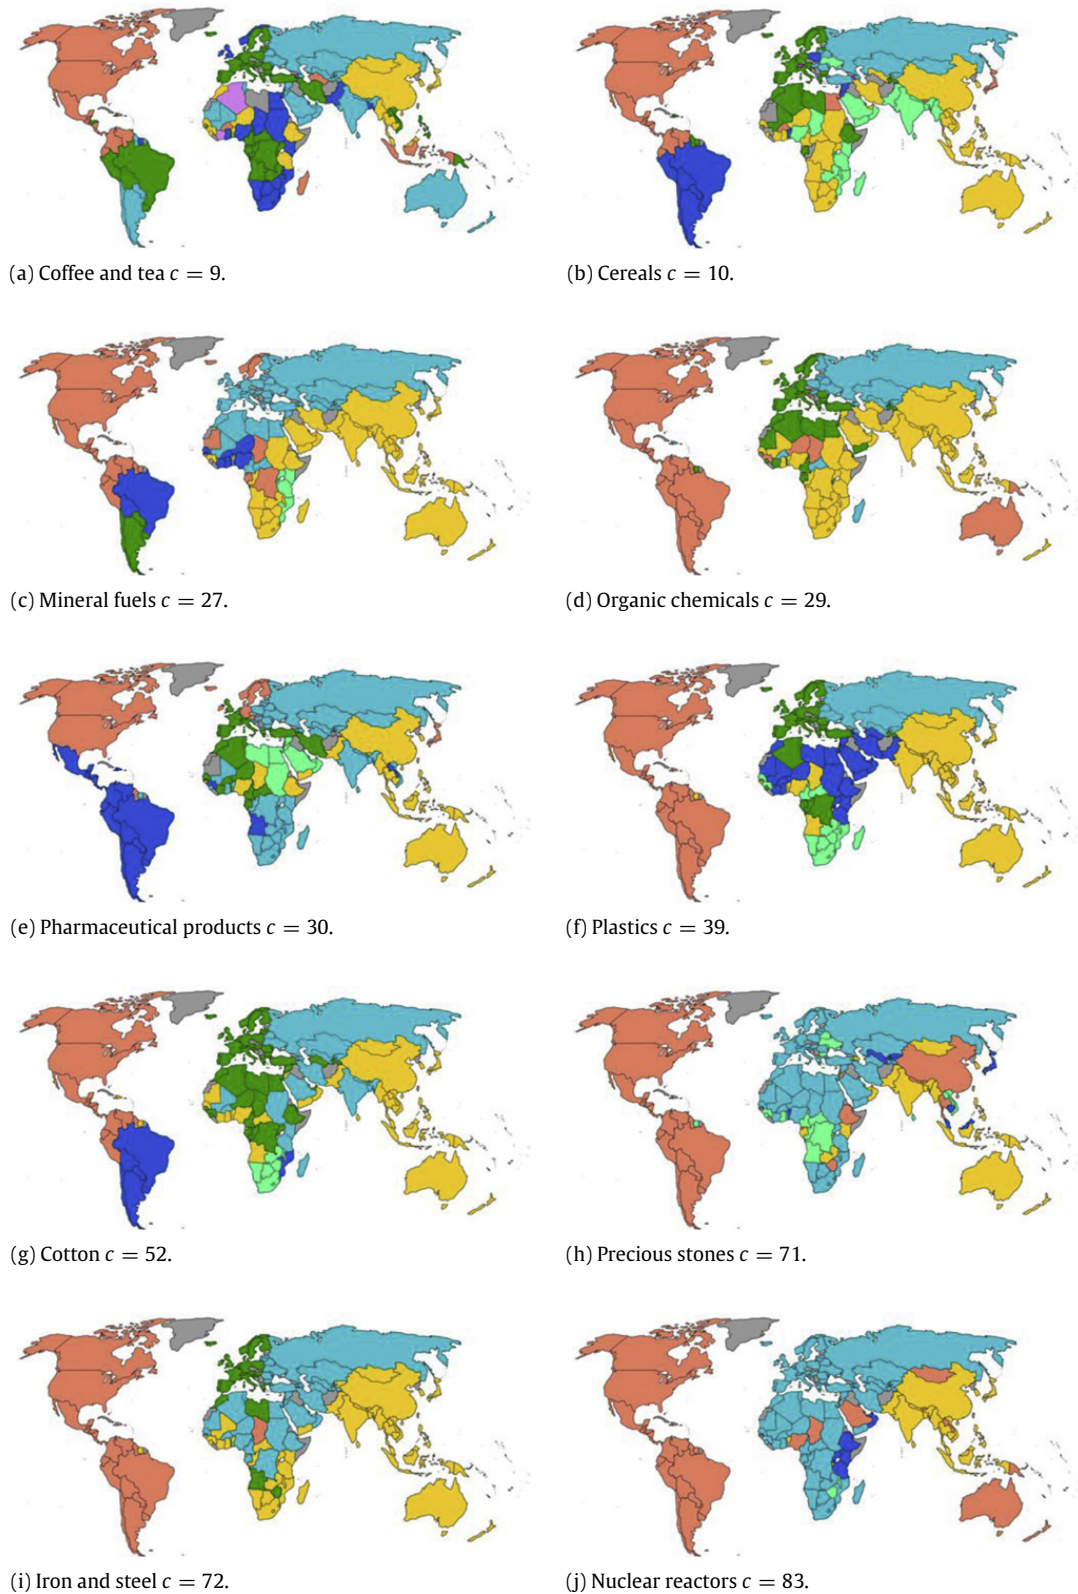 (a) Coffee and tea c = 9.
(b) Cereals c = 10.
(c) Mineral fuels c = 27.
(d) Organic chemicals c = 29.
(e) Pharmaceutical products c = 30.
(f) Plastics c = 39.
(g) Cotton c = 52.
(h) Precious stones c = 71.
(i) Iron and steel c = 72.
(j) Nuclear reactors c = 83.